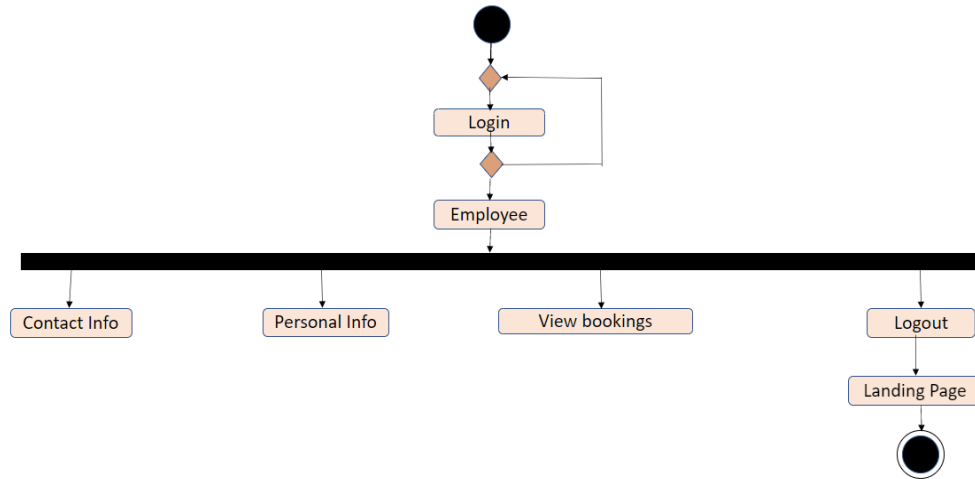 Login
Employee
Contact Info
Personal Info
View bookings
Logout
Landing Page